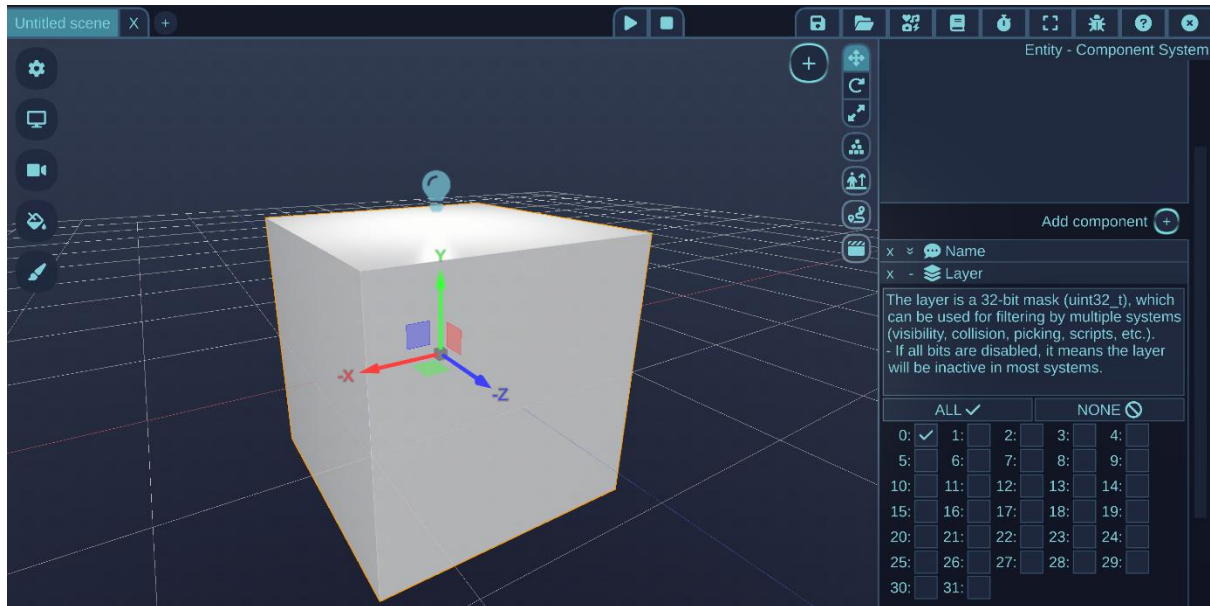 Untitled scene X +
Entity - Component System
Add component +
x Name
x - Layer
The layer is a 32-bit mask (uint32_t), which
can be used for filtering by multiple systems
(visibility, collision, picking, scripts, etc.).
- If all bits are disabled, it means the layer
will be inactive in most systems.
ALL NONE
0: 1: 2: 3: 4:
5: 6: 7: 8: 9:
10: 11: 12: 13: 14:
15: 16: 17: 18: 19:
20: 21: 22: 23: 24:
25: 26: 27: 28: 29:
30: 31:
Y
-X
-Z